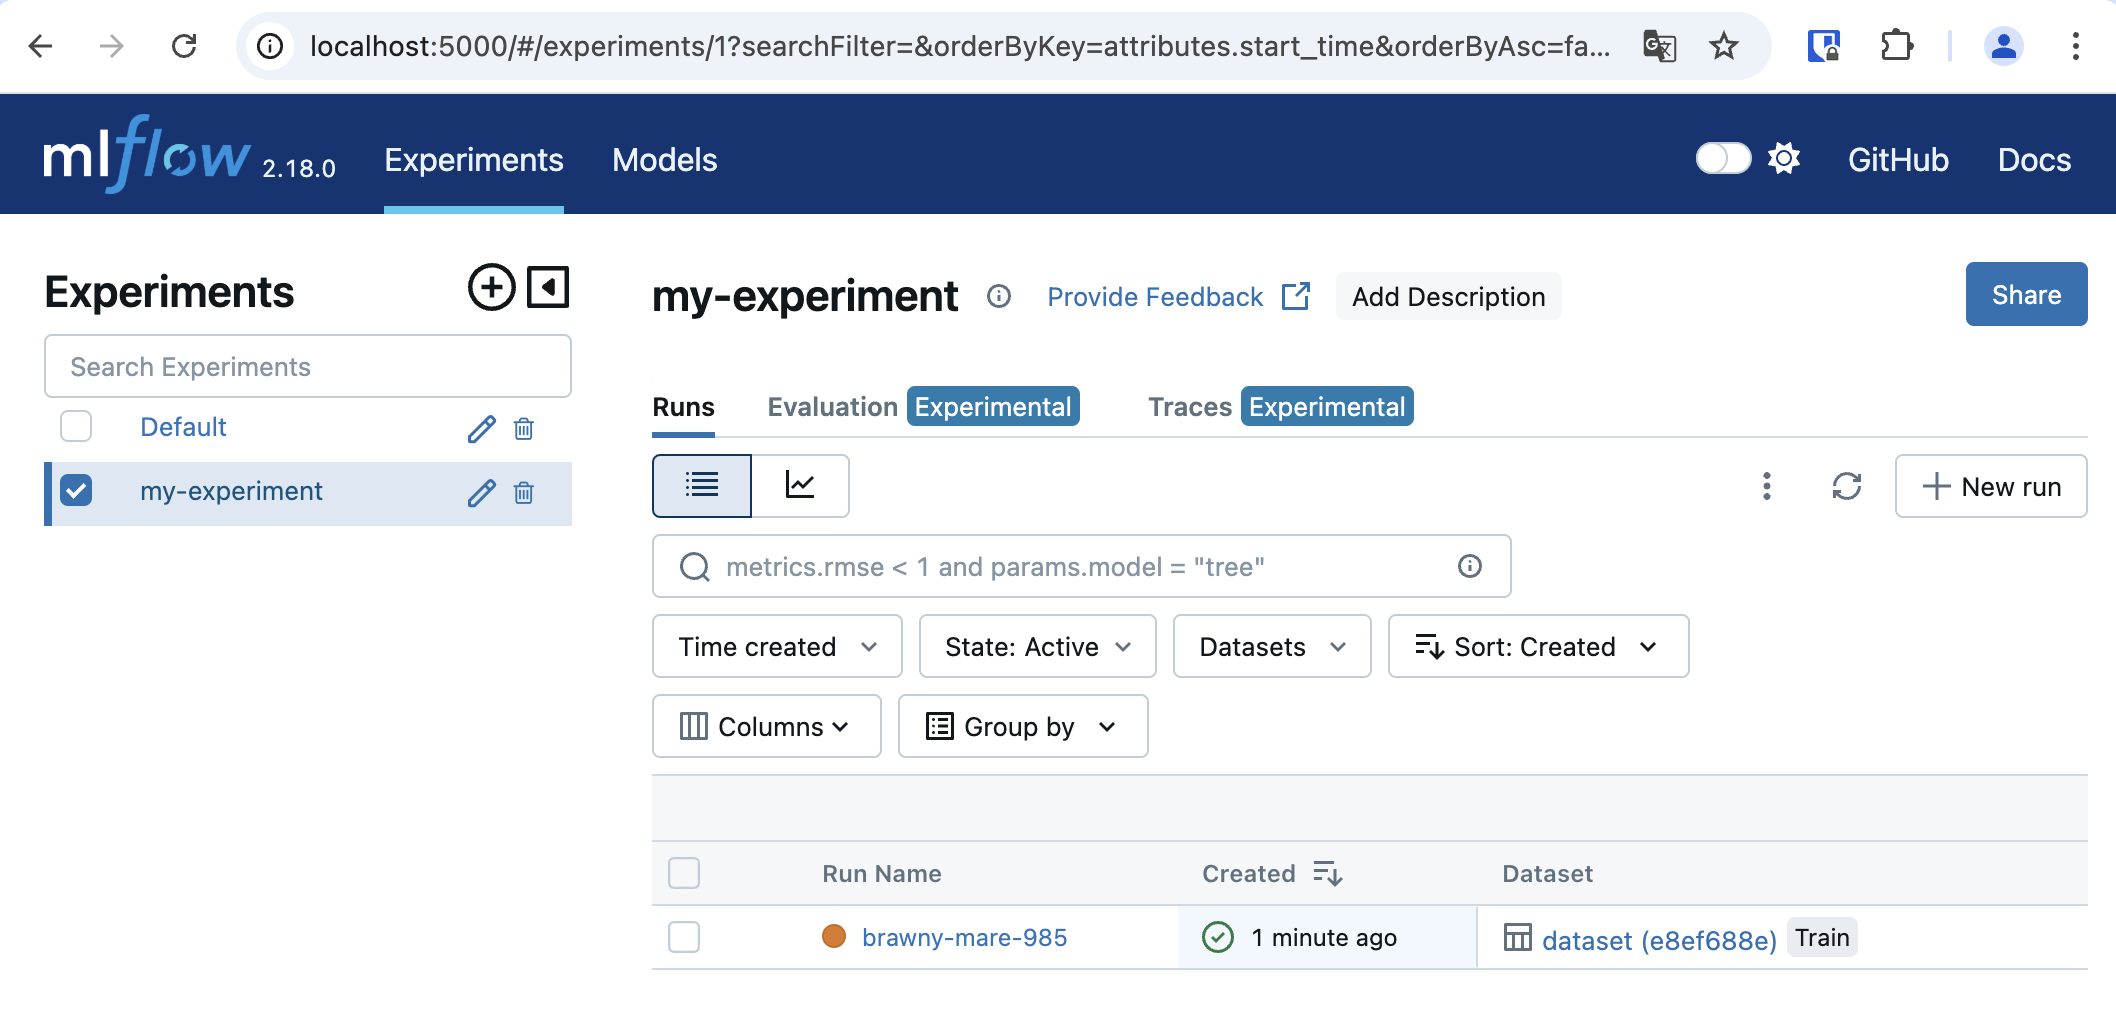 localhost:5000/#/experiments/1?searchFilter=&orderByKey=attributes.start_time&orderByAsc=fa...
mlflow 2.18.0 Experiments Models GitHub Docs
Experiments
Search Experiments
Default
my-experiment
my-experiment Provide Feedback Add Description Share
Runs Evaluation Experimental Traces Experimental
New run
metrics.rmse < 1 and params.model = "tree"
Time created State: Active Datasets Sort: Created
Columns Group by
Run Name Created Dataset
brawny-mare-985 1 minute ago dataset (e8ef688e) Train